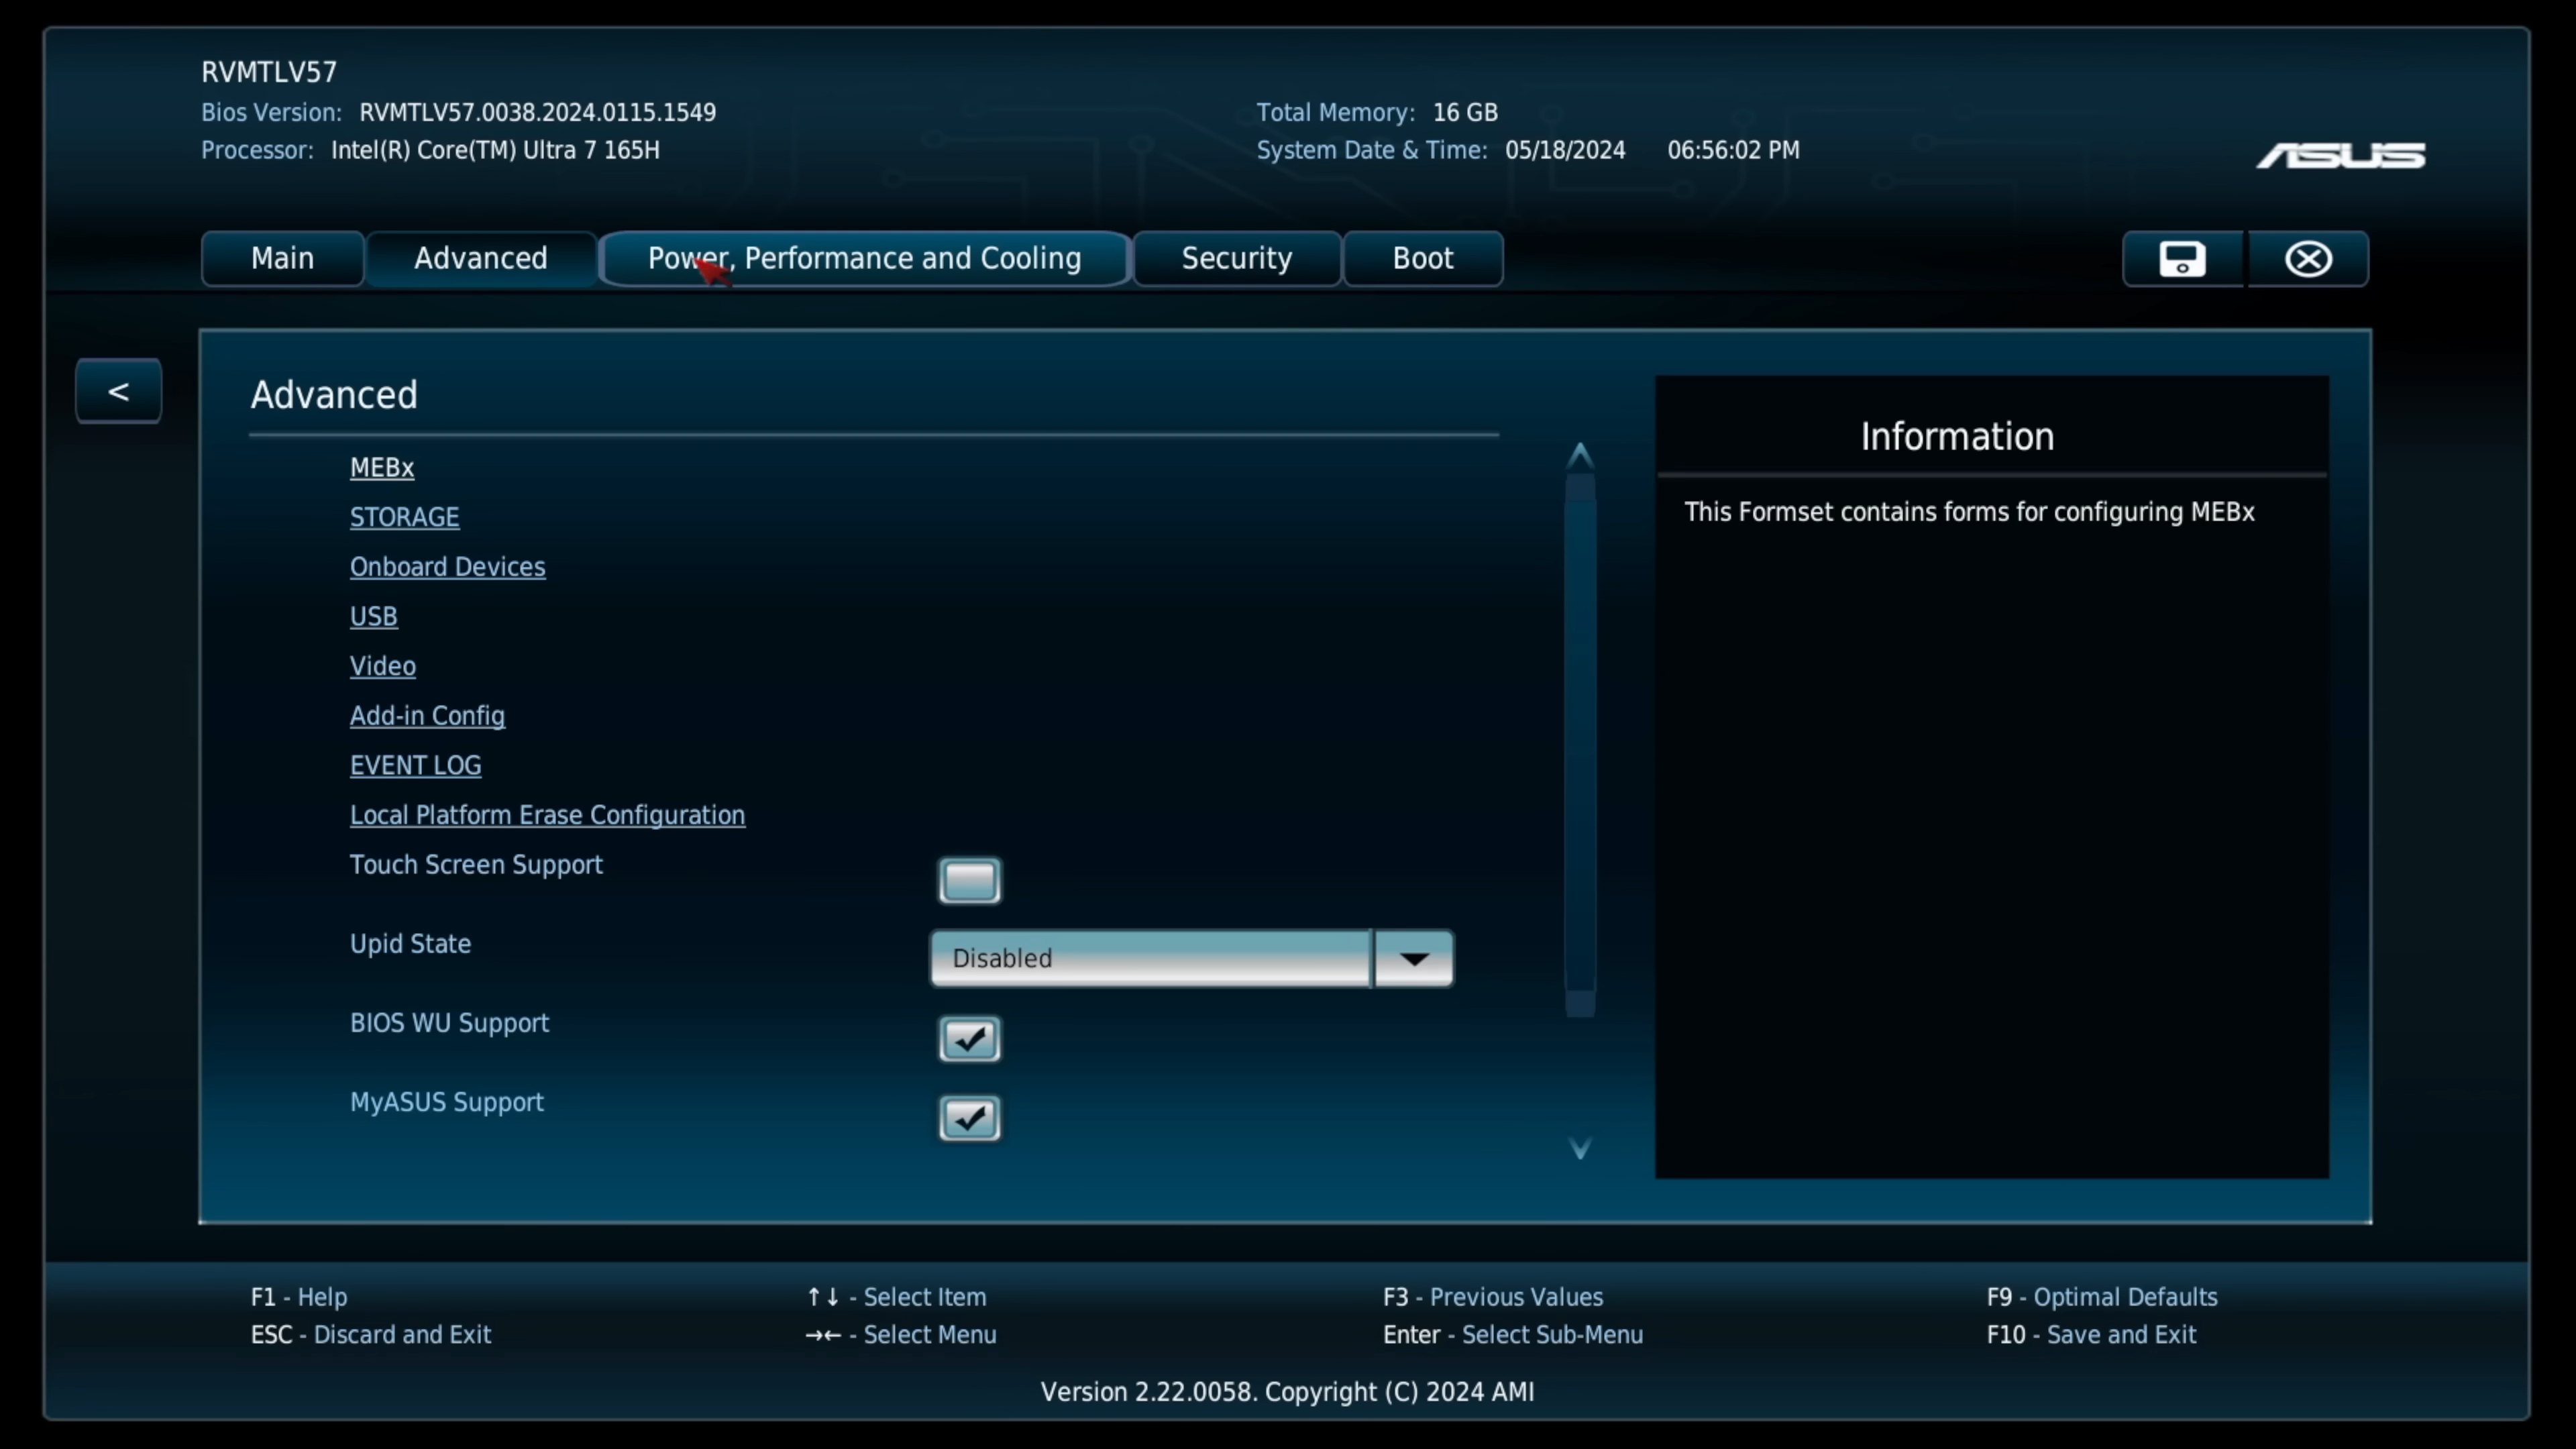 RVMTLV57
Bios Version: RVMTLV57.0038.2024.0115.1549
Processor: Intel(R) Core(TM) Ultra 7 165H
Total Memory: 16 GB
System Date & Time: 05/18/2024 06:56:02 PM
ASUS
Main Advanced Power, Performance and Cooling Security Boot
<
Advanced
MEBx
STORAGE
Onboard Devices
USB
Video
Add-in Config
EVENT LOG
Local Platform Erase Configuration
Touch Screen Support
Upid State Disabled
BIOS WU Support
MyASUS Support
Information
This Formset contains forms for configuring MEBx
F1 - Help ↑↓ - Select Item F3 - Previous Values F9 - Optimal Defaults
ESC - Discard and Exit →← - Select Menu Enter - Select Sub-Menu F10 - Save and Exit
Version 2.22.0058. Copyright (C) 2024 AMI